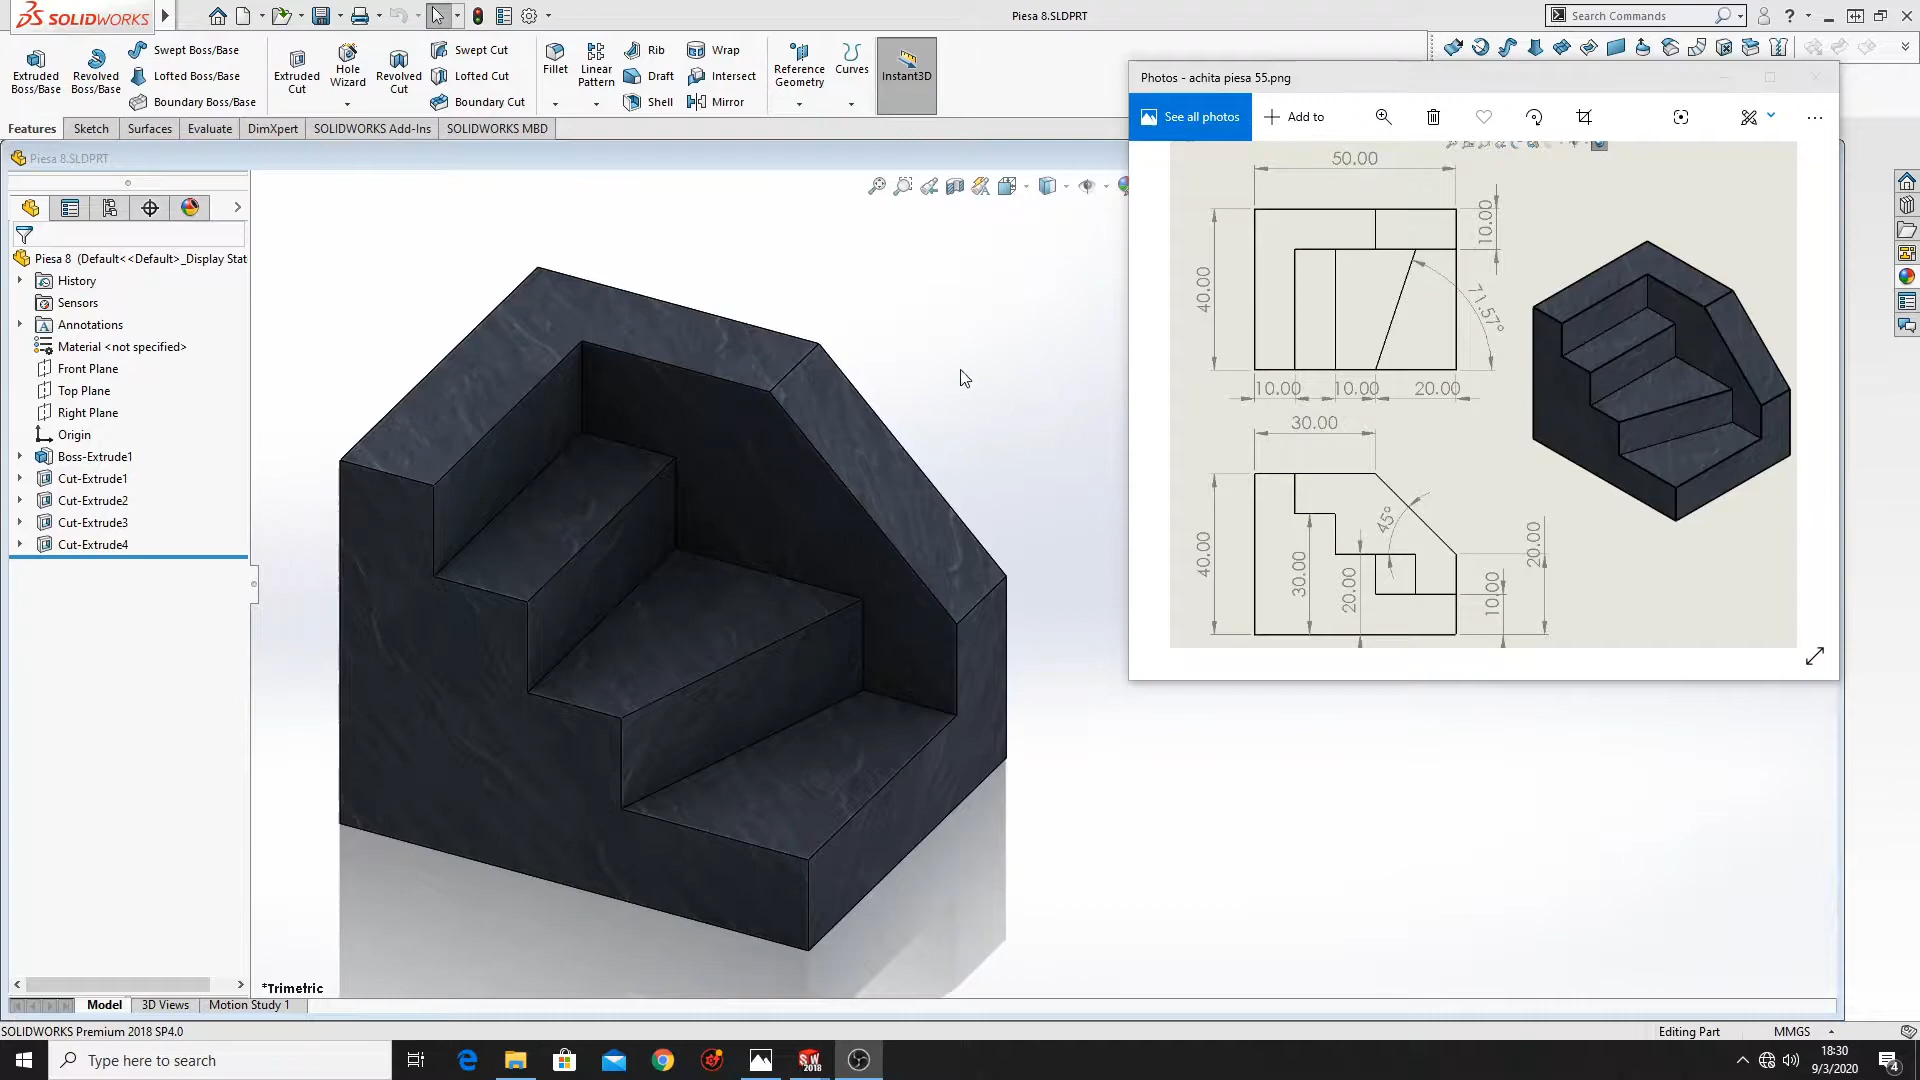 SOLIDWORKS
Piesa 8.SLDPRT
Search Commands
Extruded Boss/Base
Revolved Boss/Base
Swept Boss/Base
Lofted Boss/Base
Boundary Boss/Base
Extruded Cut
Hole Wizard
Revolved Cut
Swept Cut
Lofted Cut
Boundary Cut
Fillet
Linear Pattern
Rib
Draft
Shell
Wrap
Intersect
Mirror
Reference Geometry
Curves
Instant3D
Features
Sketch
Surfaces
Evaluate
DimXpert
SOLIDWORKS Add-Ins
SOLIDWORKS MBD
Piesa 8.SLDPRT
Piesa 8 (Default<<Default>_Display Stat
History
Sensors
Annotations
Material <not specified>
Front Plane
Top Plane
Right Plane
Origin
Boss-Extrude1
Cut-Extrude1
Cut-Extrude2
Cut-Extrude3
Cut-Extrude4
Photos - achita piesa 55.png
See all photos
Add to
50.00
10.00
40.00
71.57°
10.00
10.00
20.00
30.00
45°
40.00
30.00
20.00
10.00
20.00
*Trimetric
Model
3D Views
Motion Study 1
SOLIDWORKS Premium 2018 SP4.0
Editing Part
MMGS
Type here to search
SW
2018
18:30
9/3/2020
4